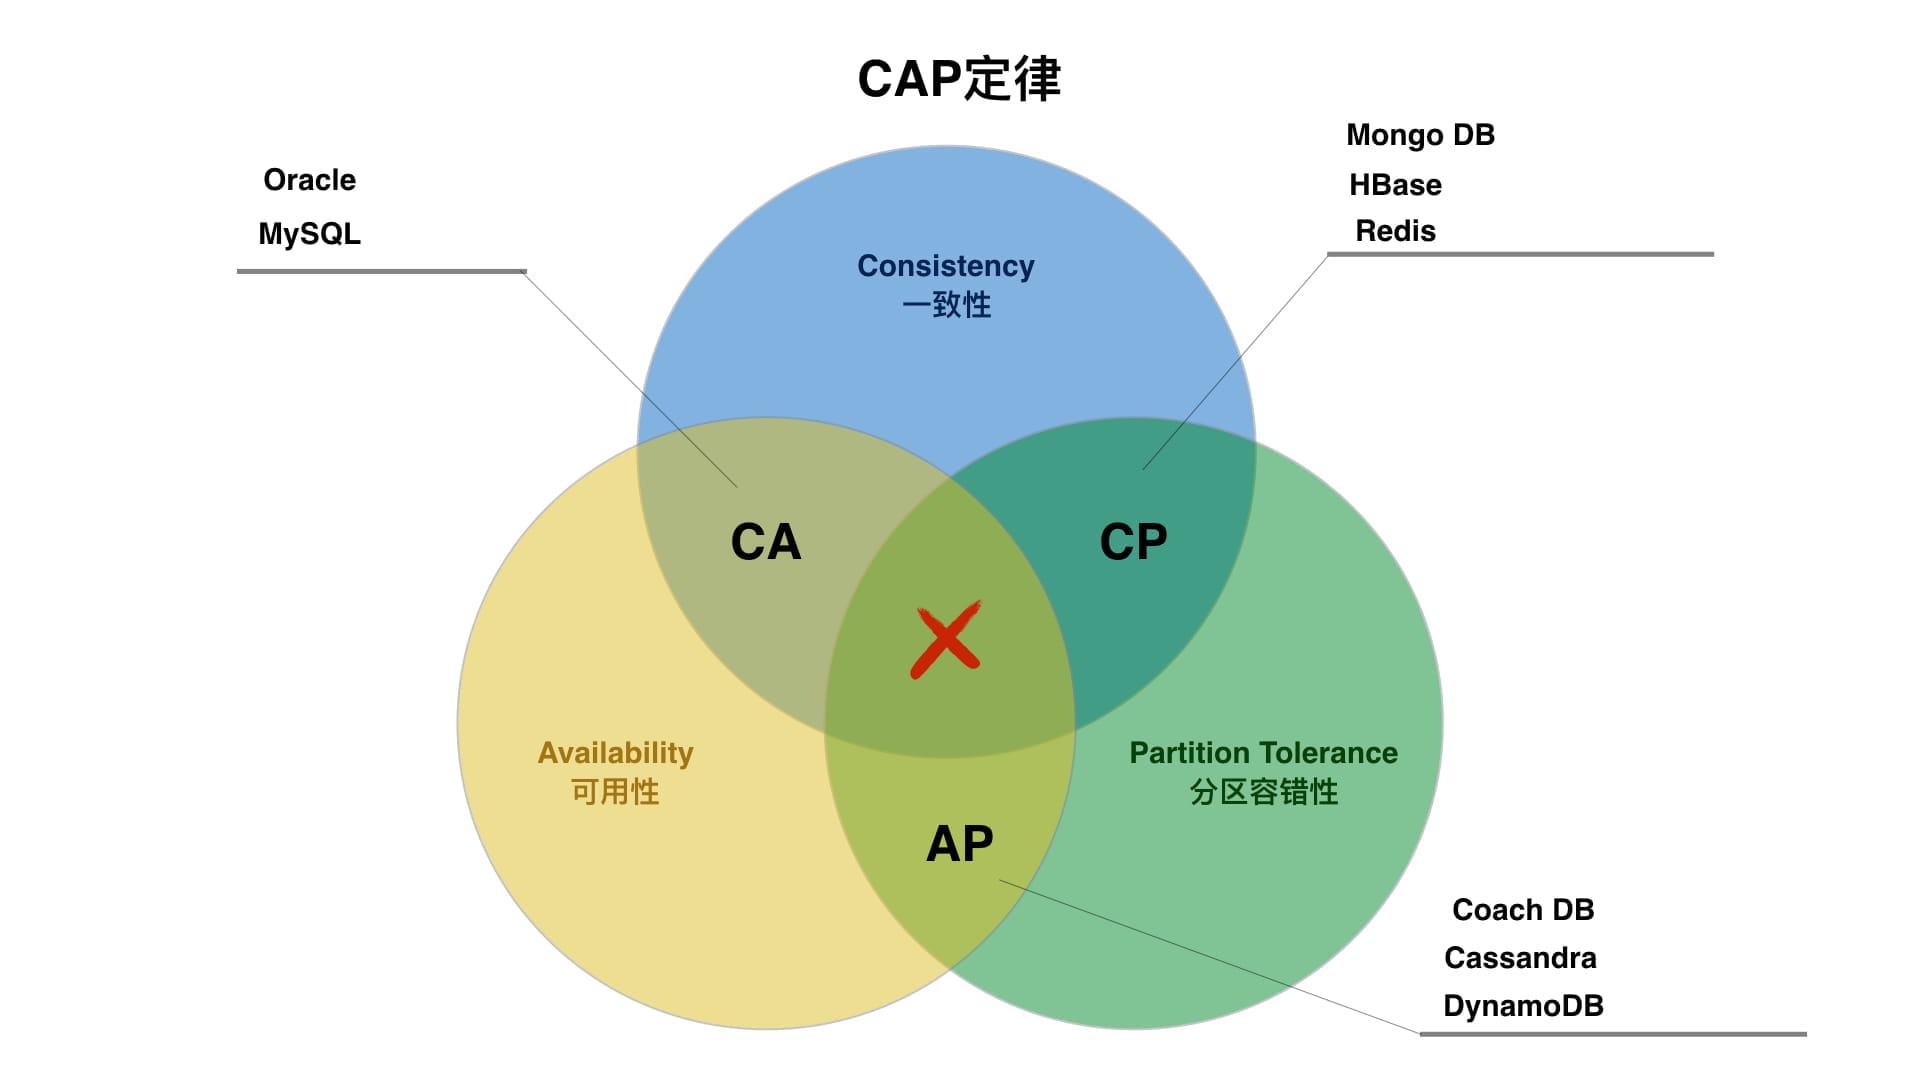 CAP定律
Oracle
MySQL
Mongo DB
HBase
Redis
Consistency
一致性
CA
CP
Availability
可用性
Partition Tolerance
分区容错性
AP
Coach DB
Cassandra
DynamoDB